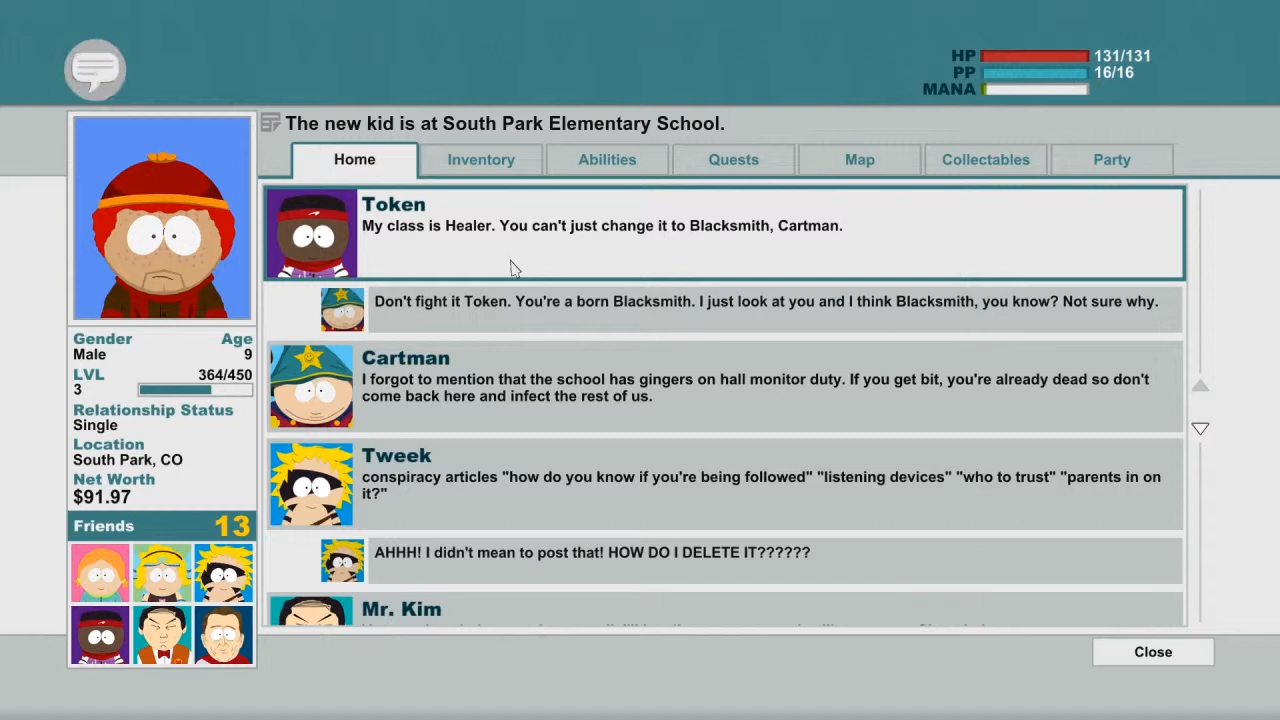 HP 131/131
PP 16/16
MANA
The new kid is at South Park Elementary School.
Home Inventory Abilities Quests Map Collectables Party
Token
My class is Healer. You can't just change it to Blacksmith, Cartman.
Don't fight it Token. You're a born Blacksmith. I just look at you and I think Blacksmith, you know? Not sure why.
Cartman
I forgot to mention that the school has gingers on hall monitor duty. If you get bit, you're already dead so don't
come back here and infect the rest of us.
Tweek
conspiracy articles "how do you know if you're being followed" "listening devices" "who to trust" "parents in on
it?"
AHHH! I didn't mean to post that! HOW DO I DELETE IT??????
Mr. Kim
Gender Age
Male 9
LVL 364/450
3
Relationship Status
Single
Location
South Park, CO
Net Worth
$91.97
Friends 13
Close